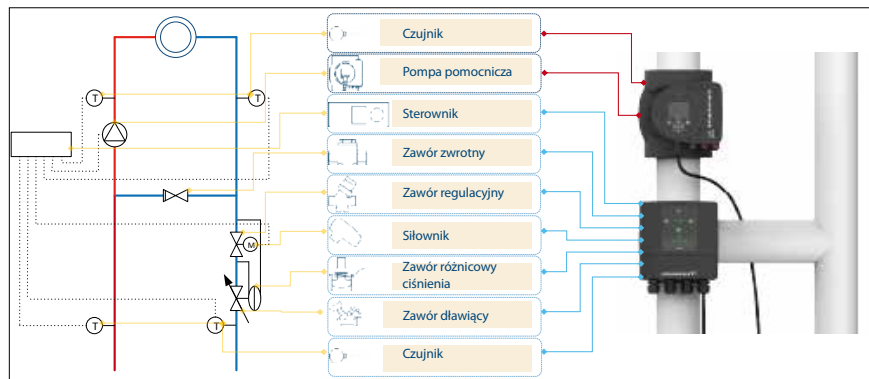 Czujnik
Pompa pomocnicza
T
T
Sterownik
Zawór zwrotny
Zawór regulacyjny
M
Siłownik
Zawór różnicowy
ciśnienia
Zawór dławiący
T
T
Czujnik